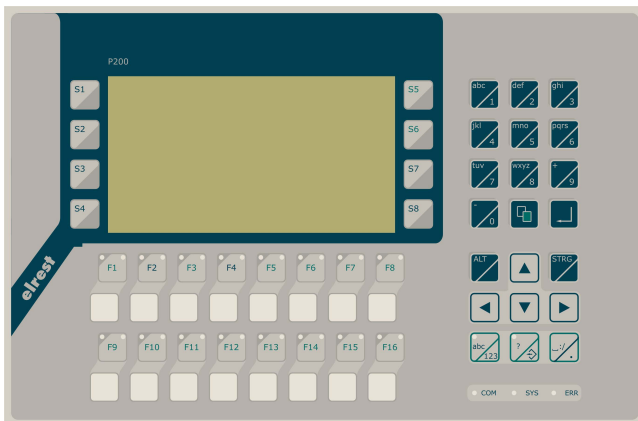 P200
S1
S5
S2
S6
S3
S7
S4
S8
abc 1 def 2 ghi 3
jkl 4 mno 5 pqrs 6
tuv 7 wxyz 8 + 9
- 0
elrest
F1 F2 F3 F4 F5 F6 F7 F8
F9 F10 F11 F12 F13 F14 F15 F16
ALT STRG
abc 123 ? _:/.
COM SYS ERR